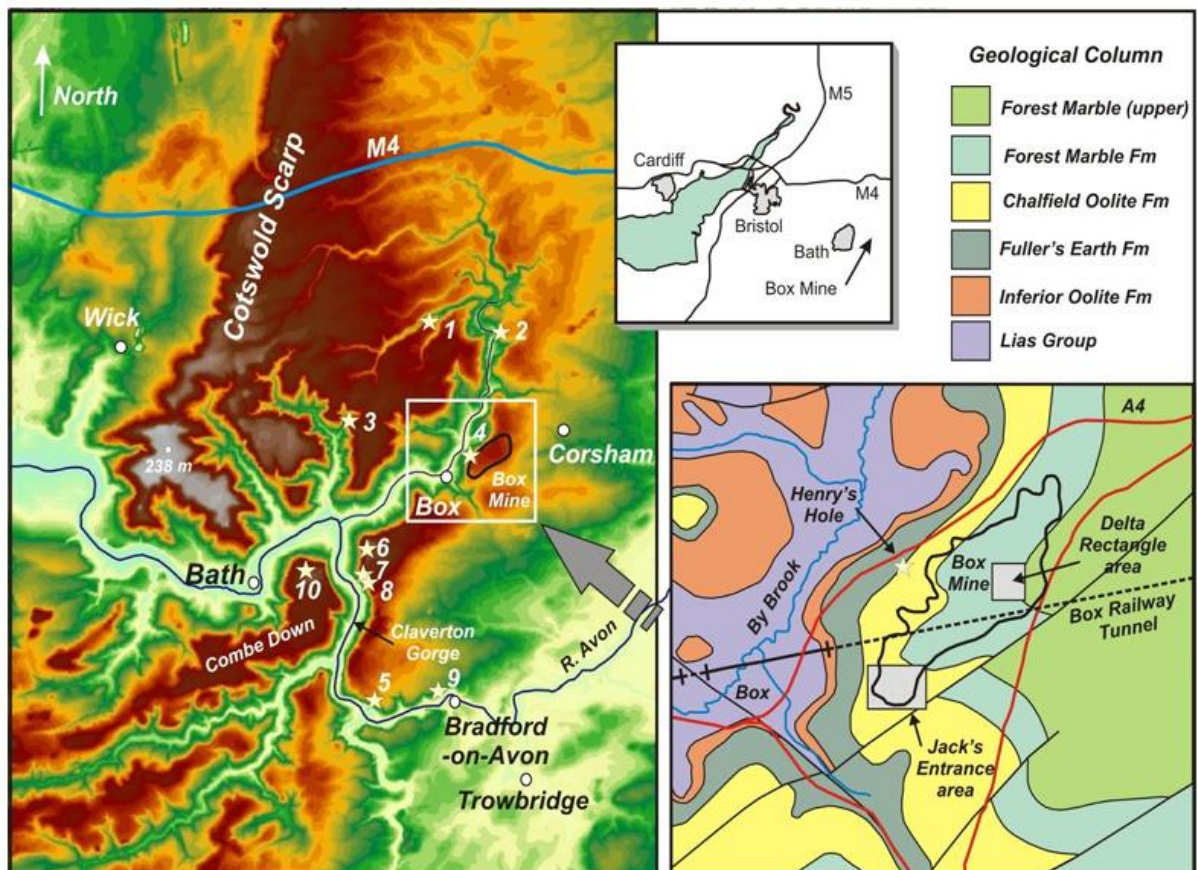 North
Cotswold Scarp
M4
Wick
1
2
3
238 m
4
Corsham
Box
Box
Mine
6
7
8
Bath
10
Claverton
Gorge
Combe Down
R. Avon
5
9
Bradford
-on-Avon
Trowbridge
M5
Cardiff
M4
Bristol
Bath
Box Mine
Geological Column
Forest Marble (upper)
Forest Marble Fm
Chalfield Oolite Fm
Fuller's Earth Fm
Inferior Oolite Fm
Lias Group
A4
Henry's
Hole
Delta
Rectangle
area
Box
Mine
By Brook
Box Railway
Tunnel
Box
Jack's
Entrance
area